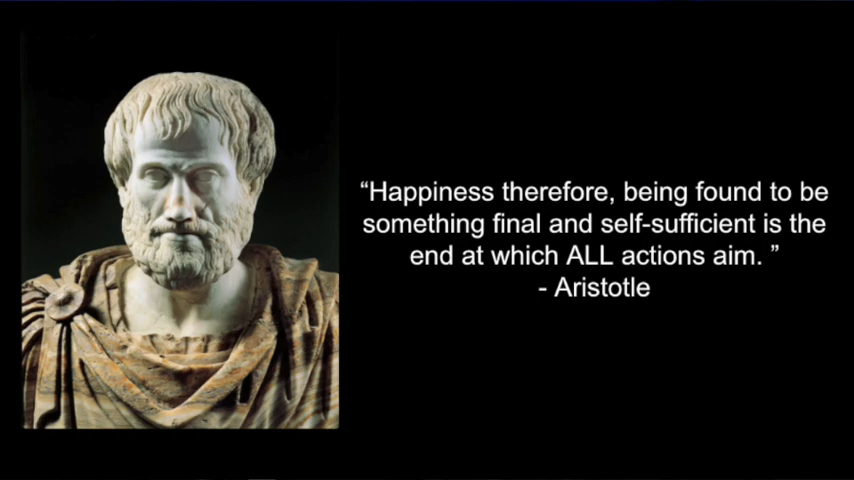 “Happiness therefore, being found to be
something final and self-sufficient is the
end at which ALL actions aim. ”
- Aristotle